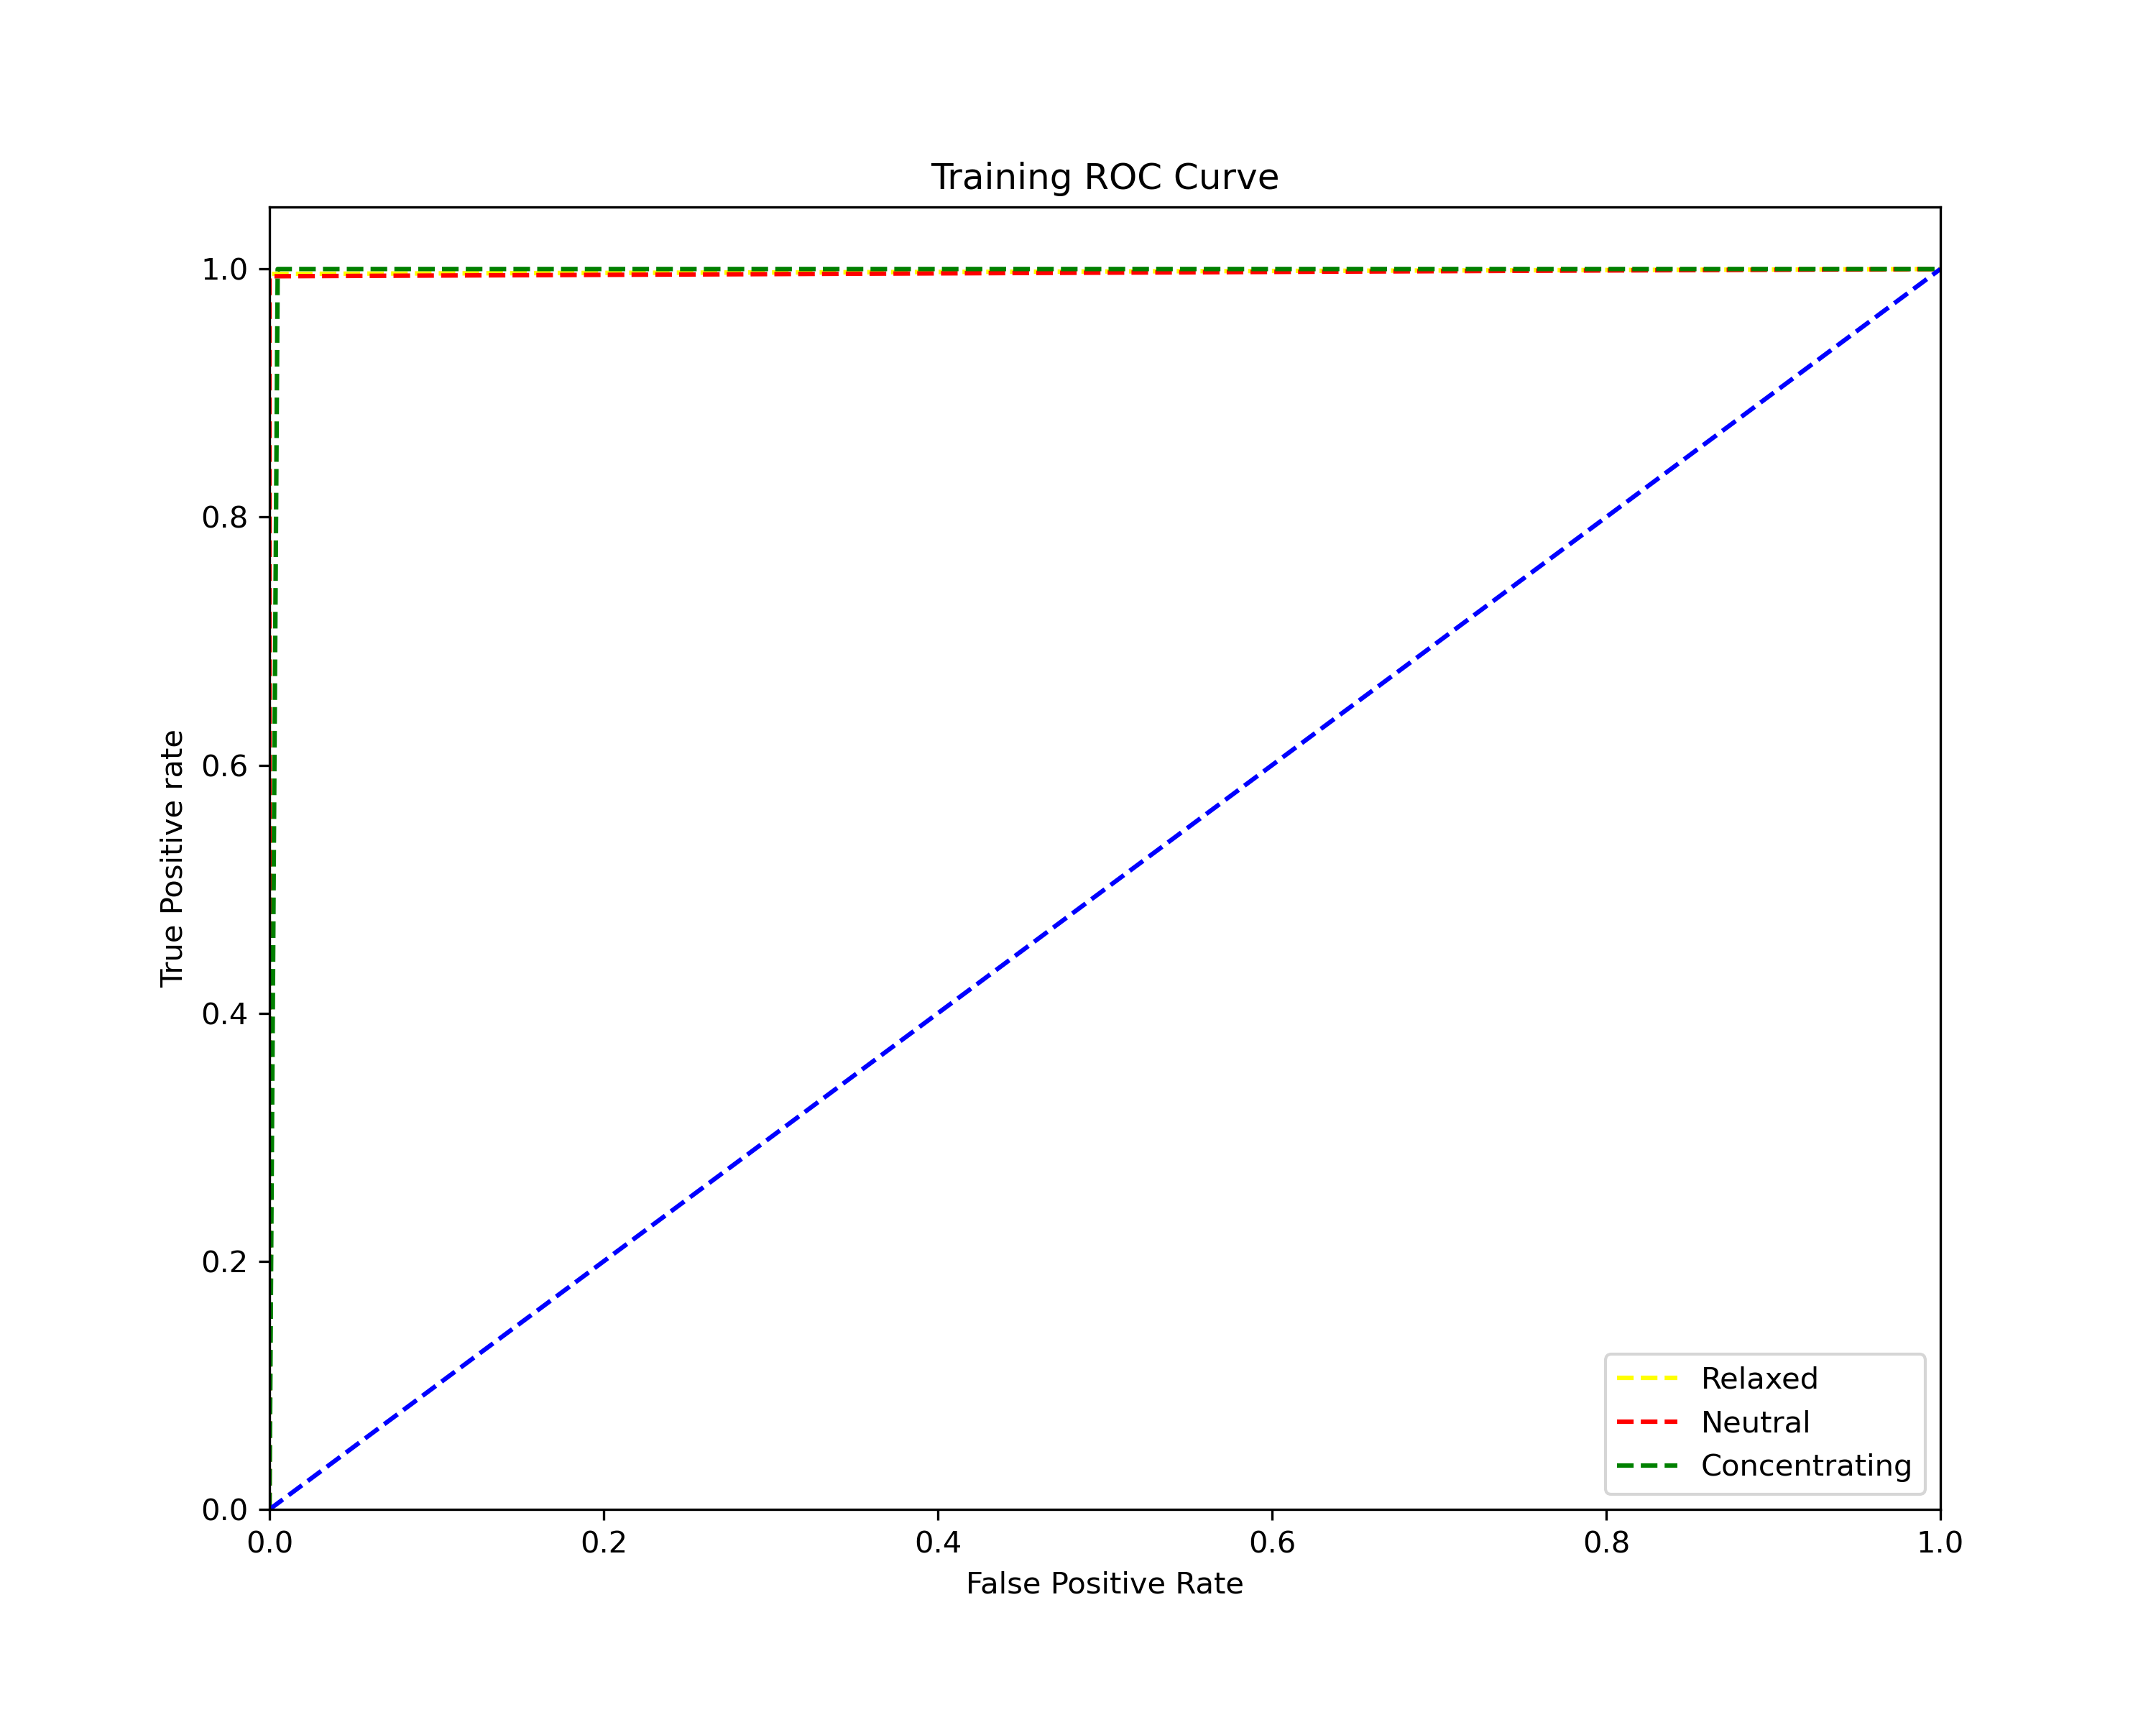 Training ROC Curve
1.0
0.8
0.6
0.4
0.2
0.0
True Positive rate
0.0 0.2 0.4 0.6 0.8 1.0
False Positive Rate
Relaxed
Neutral
Concentrating